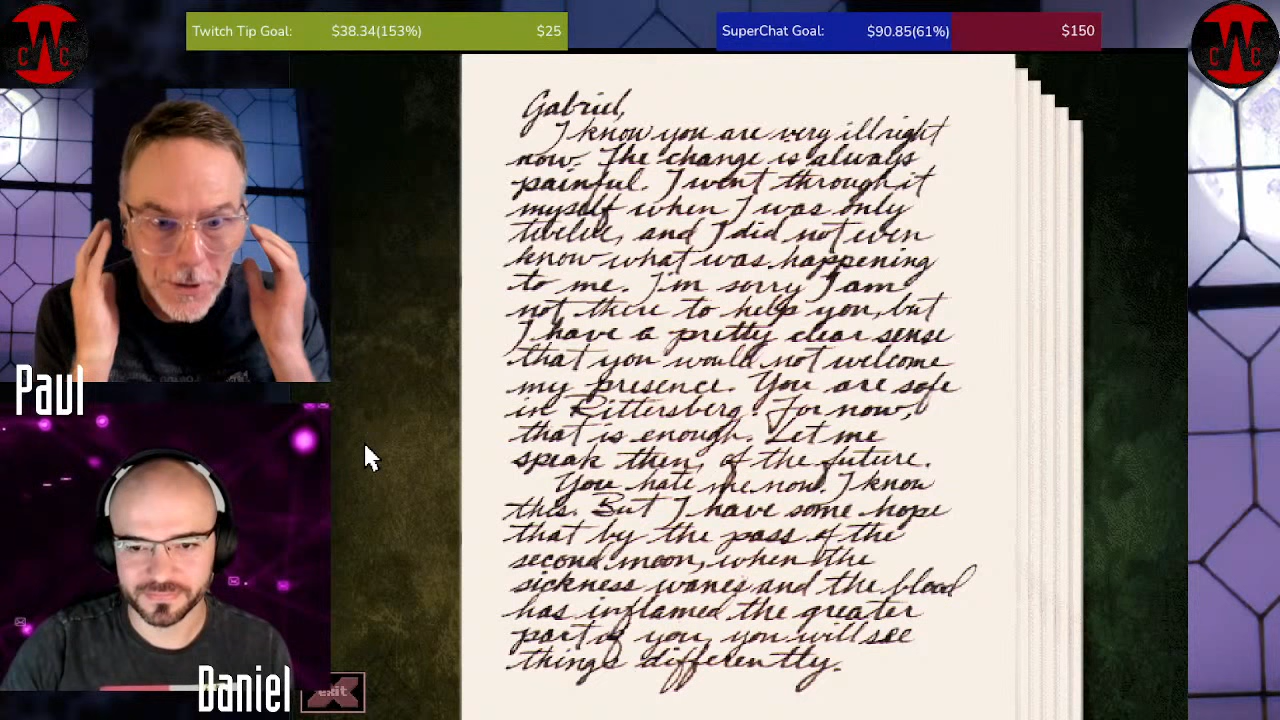 Twitch Tip Goal: $38.34(153%) $25
SuperChat Goal: $90.85(61%) $150
W
C C
W
C C
Gabriel,
I know you are very ill right
now. The change is always
painful. I went through it
myself when I was only
twelve, and I did not even
know what was happening
to me. I'm sorry I am
not there to help you, but
I have a pretty clear sense
that you would not welcome
my presence. You are safe
in Rittersberg. For now,
that is enough. Let me
speak then, of the future.
You hate me now. I know
this. But I have some hope
that by the pass of the
second moon, when the
sickness wanes and the blood
has inflamed the greater
part of you, you will see
things differently.
Paul
Daniel
exit